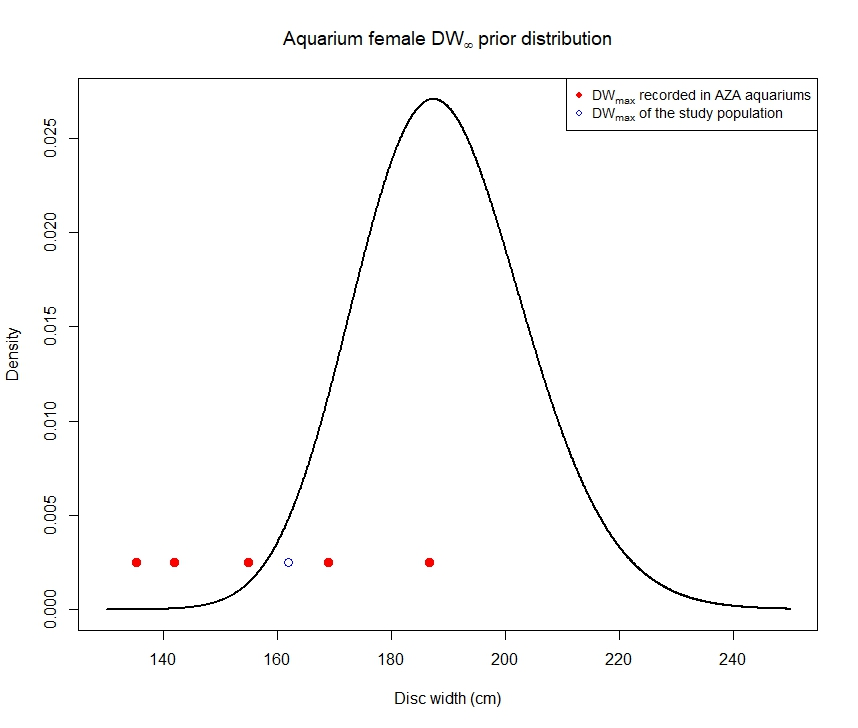 Aquarium female DW∞ prior distribution
DWmax recorded in AZA aquariums
DWmax of the study population
Density
0.025
0.020
0.015
0.010
0.005
0.000
140 160 180 200 220 240
Disc width (cm)